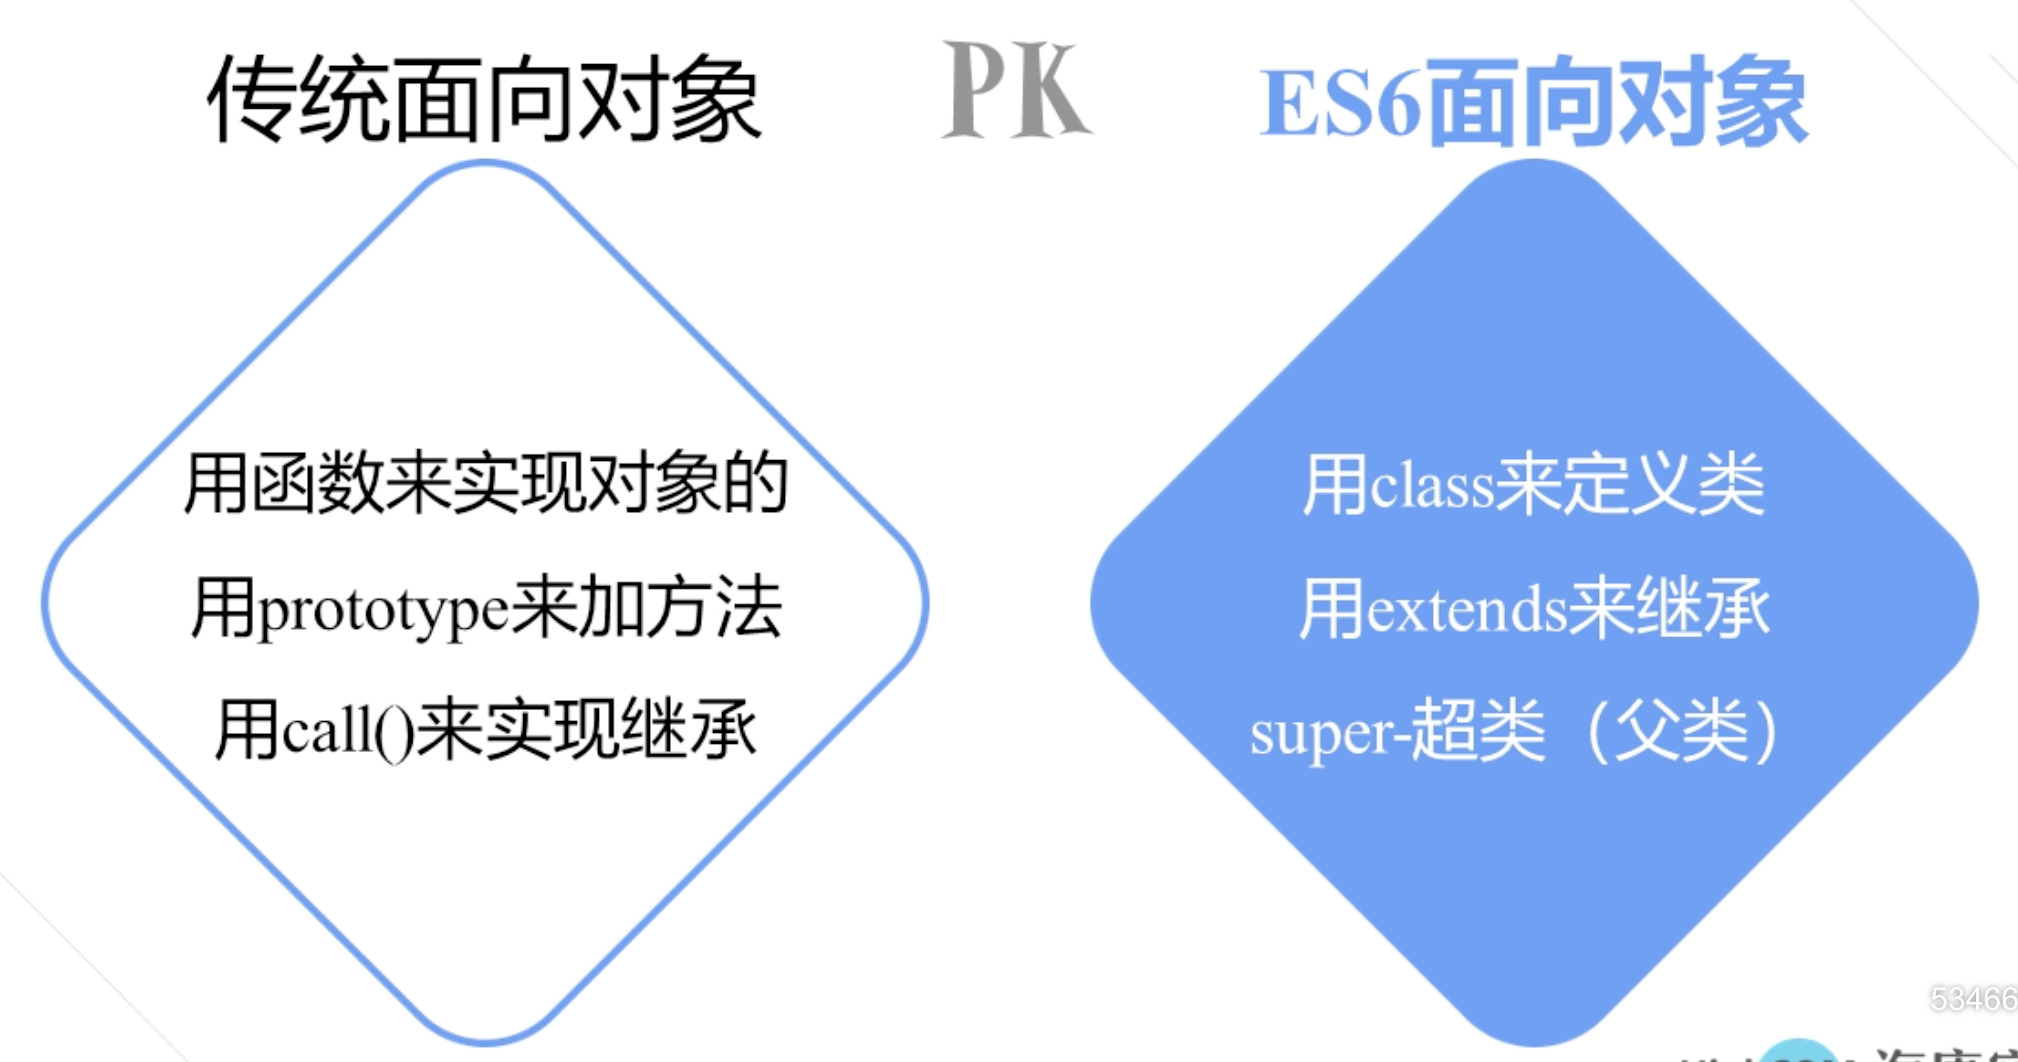 传统面向对象
PK
ES6面向对象
用函数来实现对象的
用prototype来加方法
用call()来实现继承
用class来定义类
用extends来继承
super-超类（父类）
53466